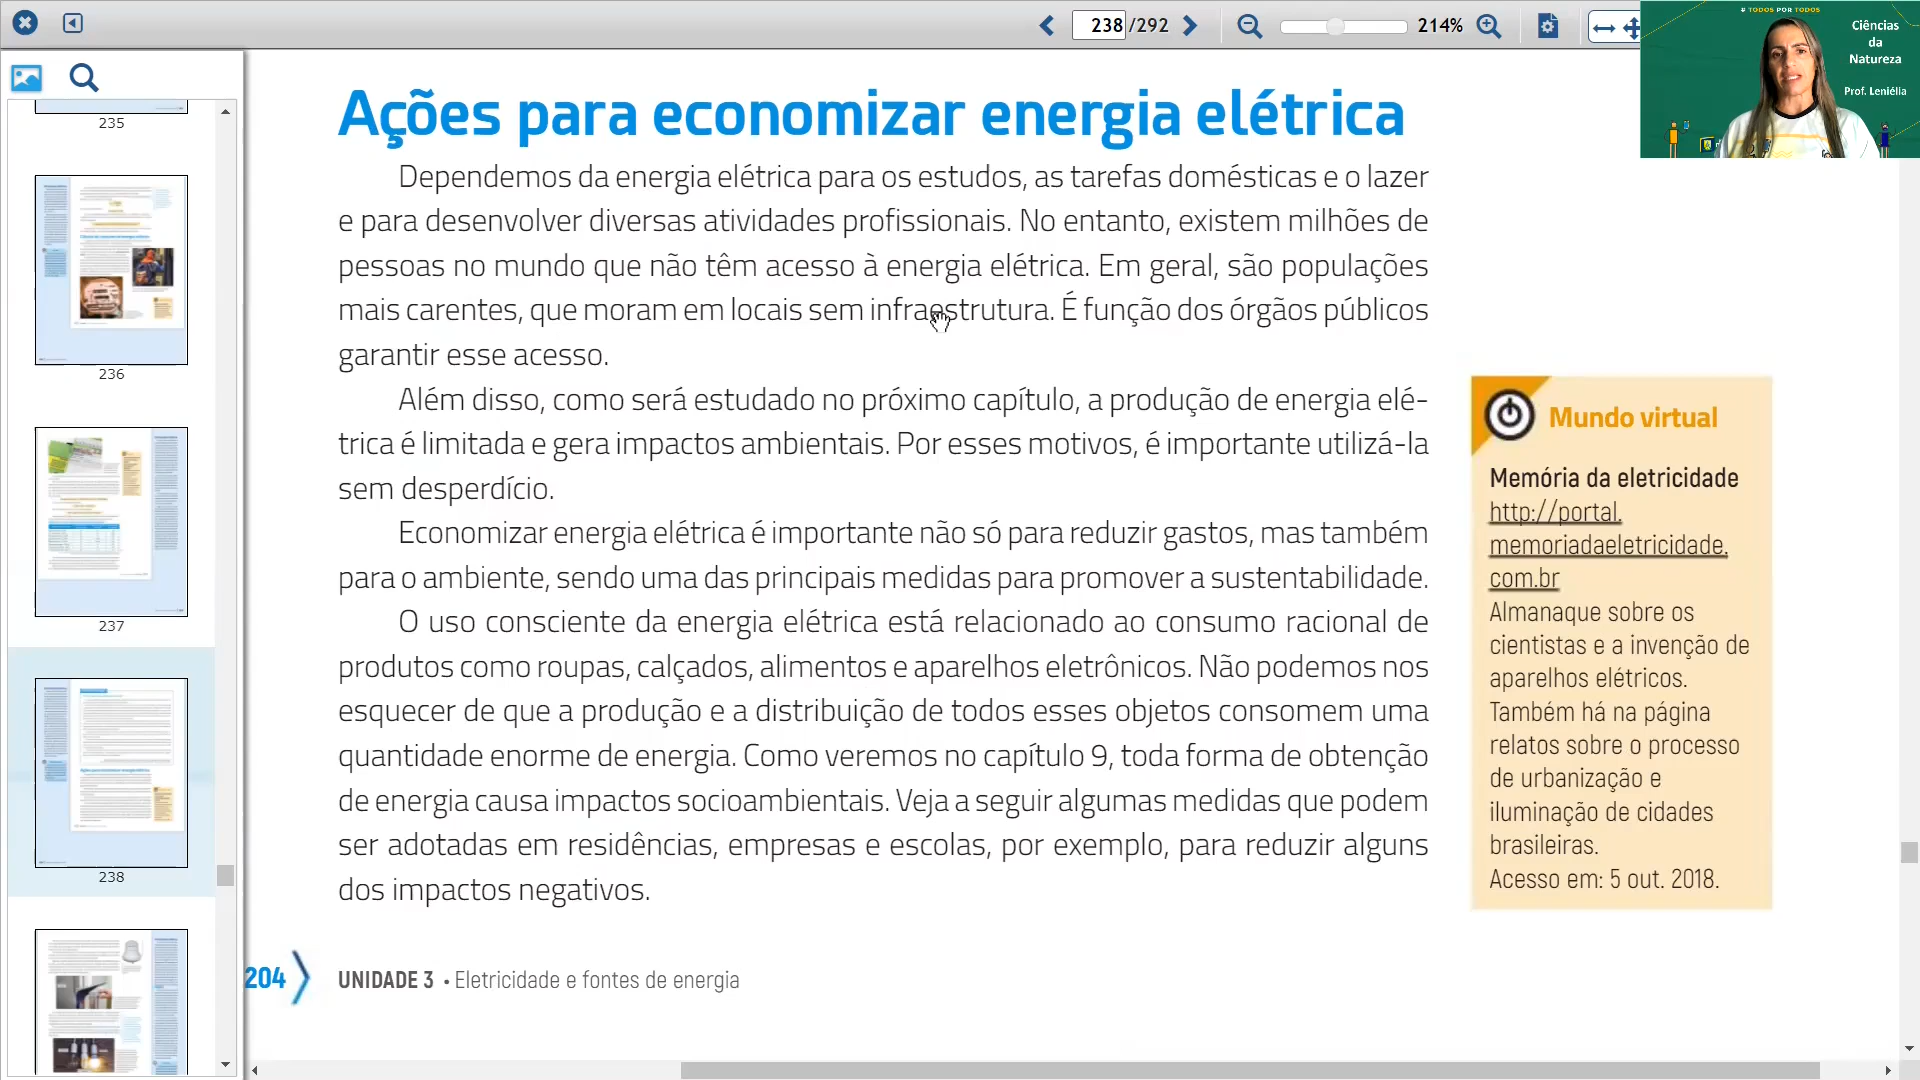 238 /292
214%
# TODOS POR TODOS
Ciências
da
Natureza
Prof. Leniélia
235
236
237
238
Ações para economizar energia elétrica
Dependemos da energia elétrica para os estudos, as tarefas domésticas e o lazer
e para desenvolver diversas atividades profissionais. No entanto, existem milhões de
pessoas no mundo que não têm acesso à energia elétrica. Em geral, são populações
mais carentes, que moram em locais sem infraestrutura. É função dos órgãos públicos
garantir esse acesso.
Além disso, como será estudado no próximo capítulo, a produção de energia elé-
trica é limitada e gera impactos ambientais. Por esses motivos, é importante utilizá-la
sem desperdício.
Economizar energia elétrica é importante não só para reduzir gastos, mas também
para o ambiente, sendo uma das principais medidas para promover a sustentabilidade.
O uso consciente da energia elétrica está relacionado ao consumo racional de
produtos como roupas, calçados, alimentos e aparelhos eletrônicos. Não podemos nos
esquecer de que a produção e a distribuição de todos esses objetos consomem uma
quantidade enorme de energia. Como veremos no capítulo 9, toda forma de obtenção
de energia causa impactos socioambientais. Veja a seguir algumas medidas que podem
ser adotadas em residências, empresas e escolas, por exemplo, para reduzir alguns
dos impactos negativos.
Mundo virtual
Memória da eletricidade
http://portal.
memoriadaeletricidade.
com.br
Almanaque sobre os
cientistas e a invenção de
aparelhos elétricos.
Também há na página
relatos sobre o processo
de urbanização e
iluminação de cidades
brasileiras.
Acesso em: 5 out. 2018.
204
UNIDADE 3 • Eletricidade e fontes de energia